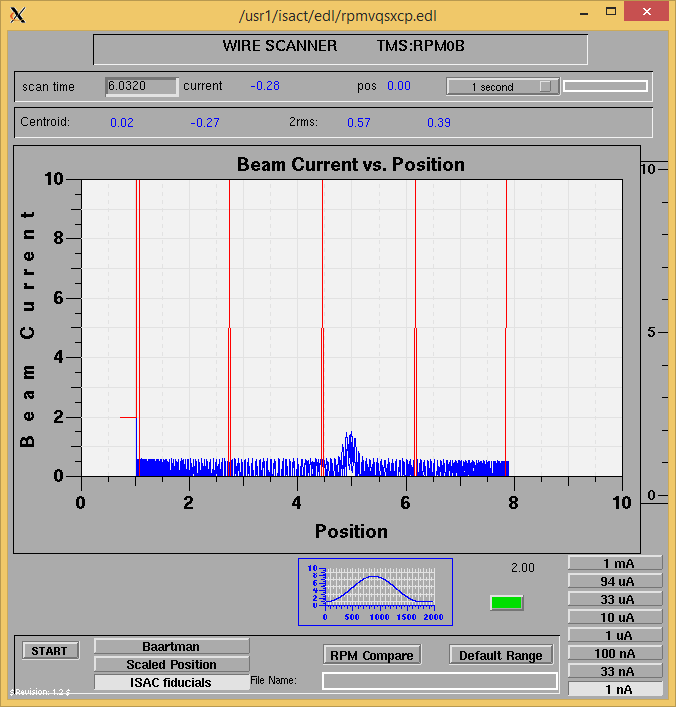 /usr1/isact/edl/rpmvqsxcp.edl
WIRE SCANNER TMS:RPM0B
scan time 6.0320 current -0.28 pos 0.00 1 second
Centroid: 0.02 -0.27 2rms: 0.57 0.39
Beam Current vs. Position
10
8
6
4
2
0
Beam Current
0 2 4 6 8 10
Position
10
5
0
10
8
6
4
2
0
0 500 1000 1500 2000
2.00
1 mA
94 uA
33 uA
10 uA
1 uA
100 nA
33 nA
1 nA
START
Baartman
Scaled Position
ISAC fiducials
RPM Compare
Default Range
File Name:
$Revision: 1.2 $